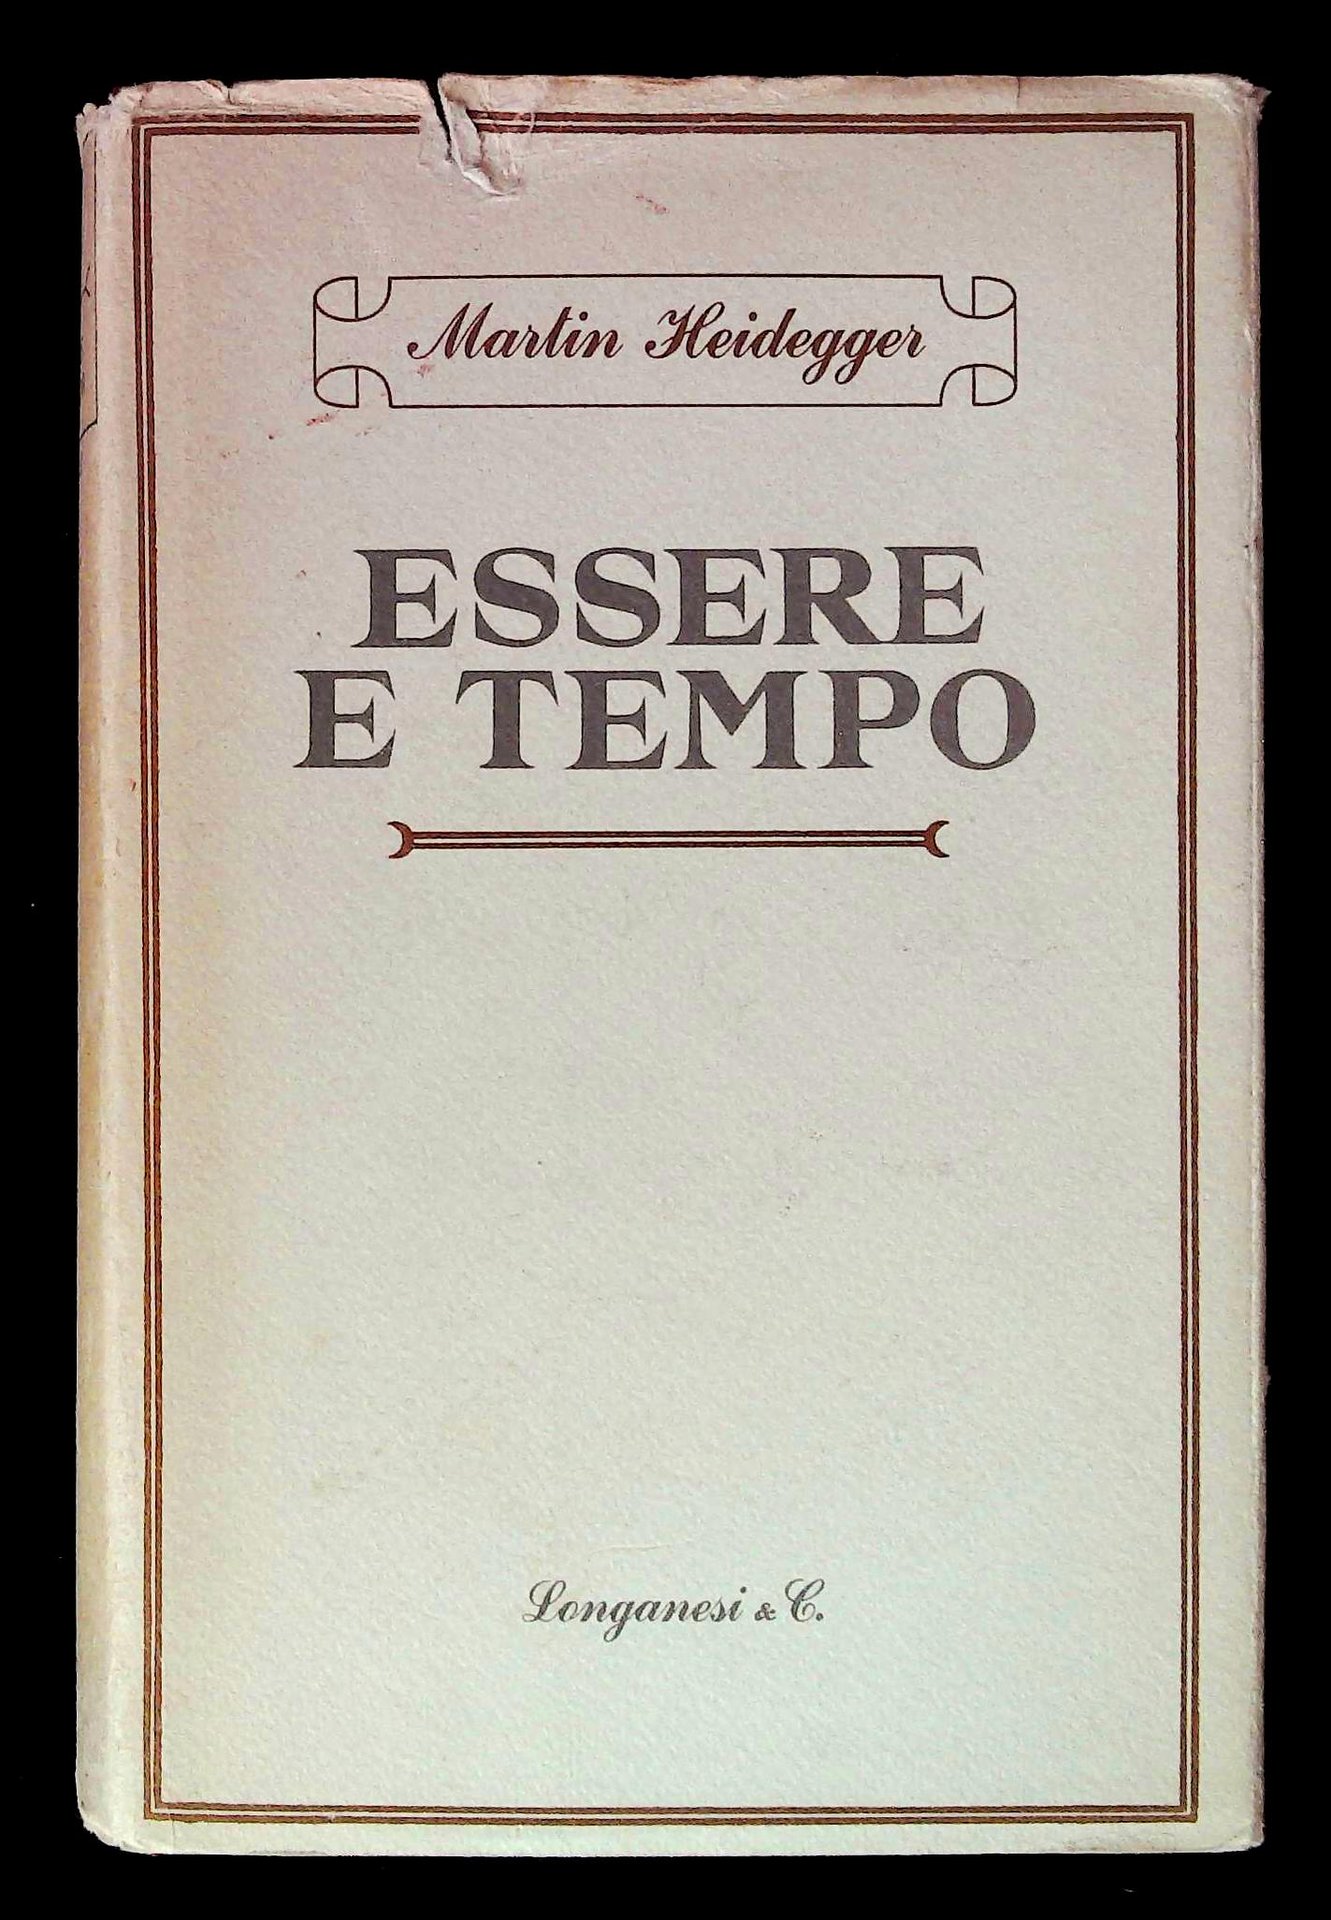 Martin Heidegger
ESSERE
E TEMPO
Longanesi & C.